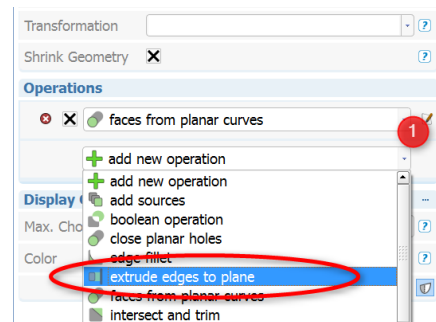 Transformation ?
Shrink Geometry ?
Operations
faces from planar curves
1
add new operation
add new operation
Display
add sources
...
Max. Cho
boolean operation
?
close planar holes
Color
edge fillet
?
extrude edges to plane
faces from planar curves
intersect and trim